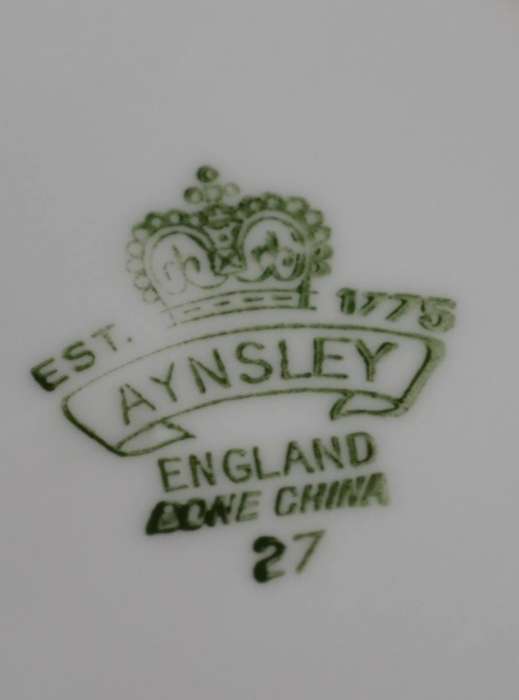 EST. 1775
AYNSLEY
ENGLAND
BONE CHINA
27